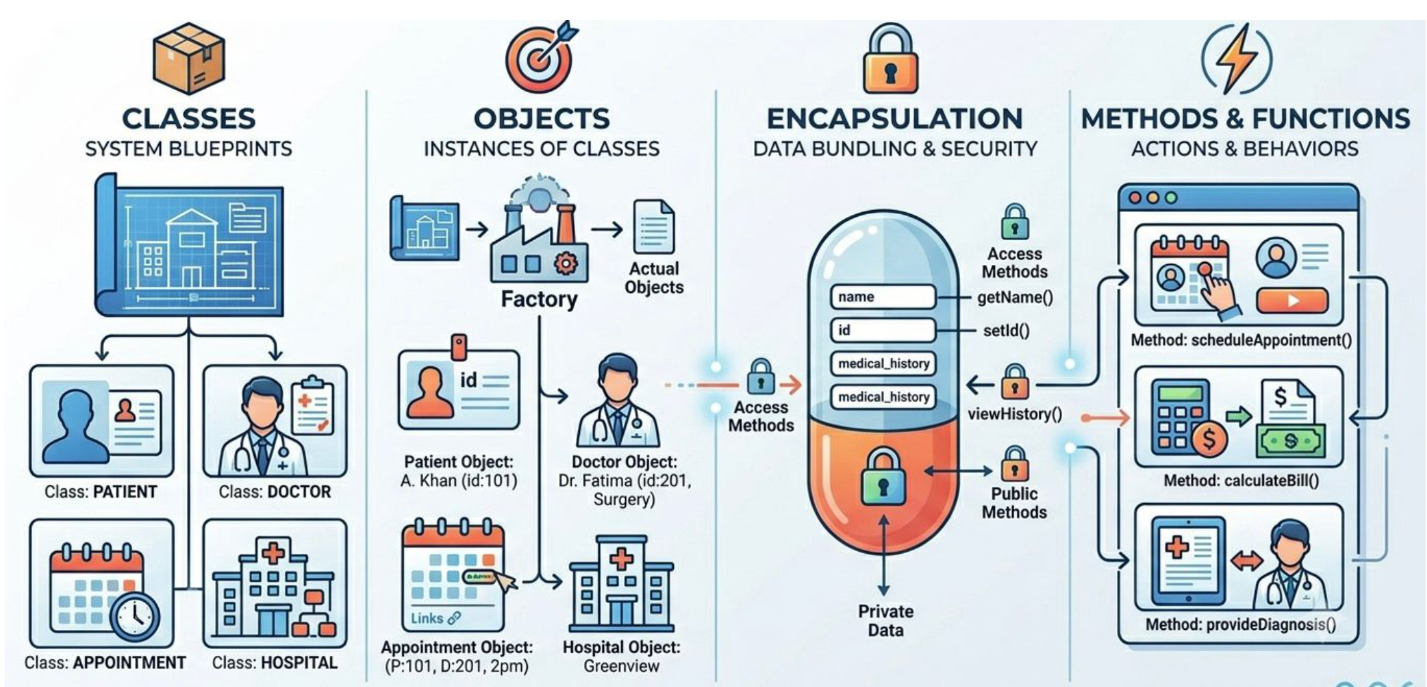 CLASSES
SYSTEM BLUEPRINTS
Class: PATIENT
Class: DOCTOR
Class: APPOINTMENT
Class: HOSPITAL
OBJECTS
INSTANCES OF CLASSES
Factory
Actual
Objects
id
Patient Object:
A. Khan (id:101)
Doctor Object:
Dr. Fatima (id:201,
Surgery)
Links
Appointment Object:
(P:101, D:201, 2pm)
Hospital Object:
Greenview
ENCAPSULATION
DATA BUNDLING & SECURITY
Access
Methods
name
getName()
id
setId()
medical_history
medical_history
Access
Methods
viewHistory()
Public
Methods
Private
Data
METHODS & FUNCTIONS
ACTIONS & BEHAVIORS
Method: scheduleAppointment()
$
$
$
Method: calculateBill()
Method: provideDiagnosis()